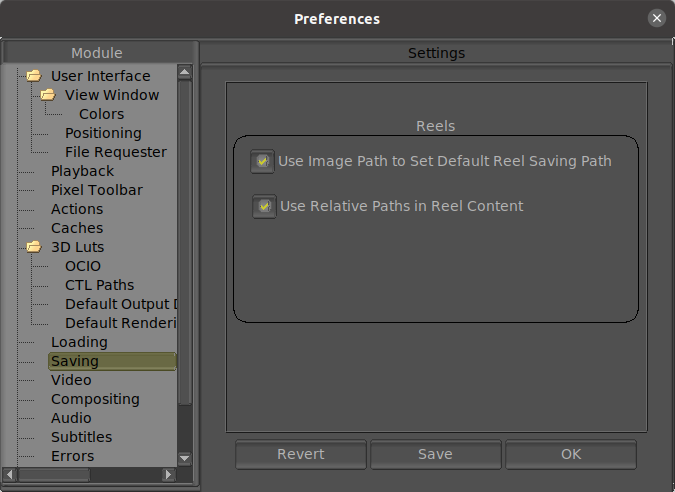 Preferences
Module
Settings
User Interface
View Window
Colors
Positioning
File Requester
Playback
Pixel Toolbar
Actions
Caches
3D Luts
OCIO
CTL Paths
Default Output D
Default Renderi
Loading
Saving
Video
Compositing
Audio
Subtitles
Errors
Reels
Use Image Path to Set Default Reel Saving Path
Use Relative Paths in Reel Content
Revert
Save
OK